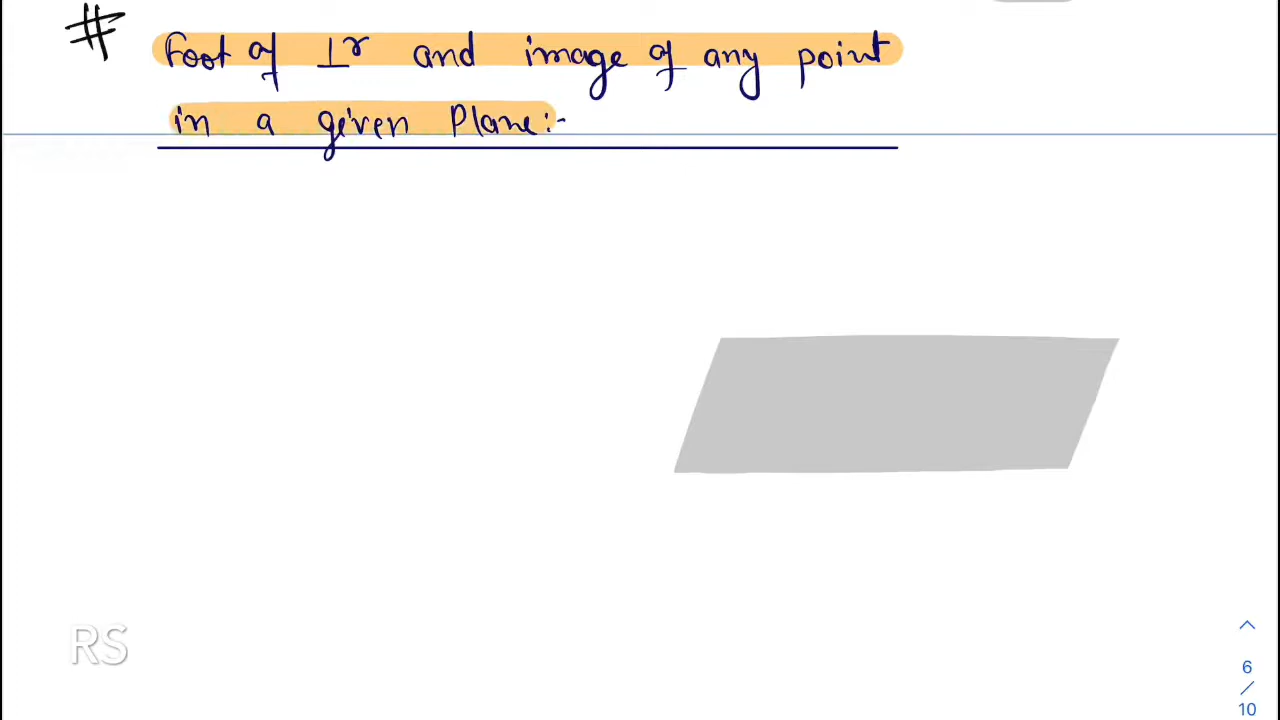 # Foot of ⊥r and image of any point
in a given Plane:-
RS
6
/
10